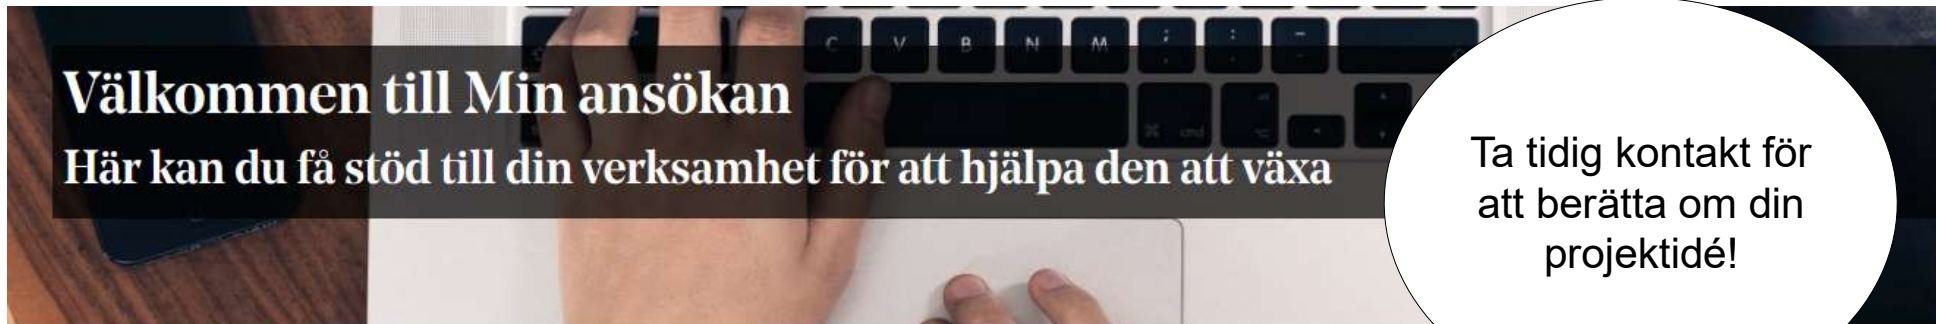 Välkommen till Min ansökan
Här kan du få stöd till din verksamhet för att hjälpa den att växa
Ta tidig kontakt för
att berätta om din
projektidé!
C V B N M
cmd